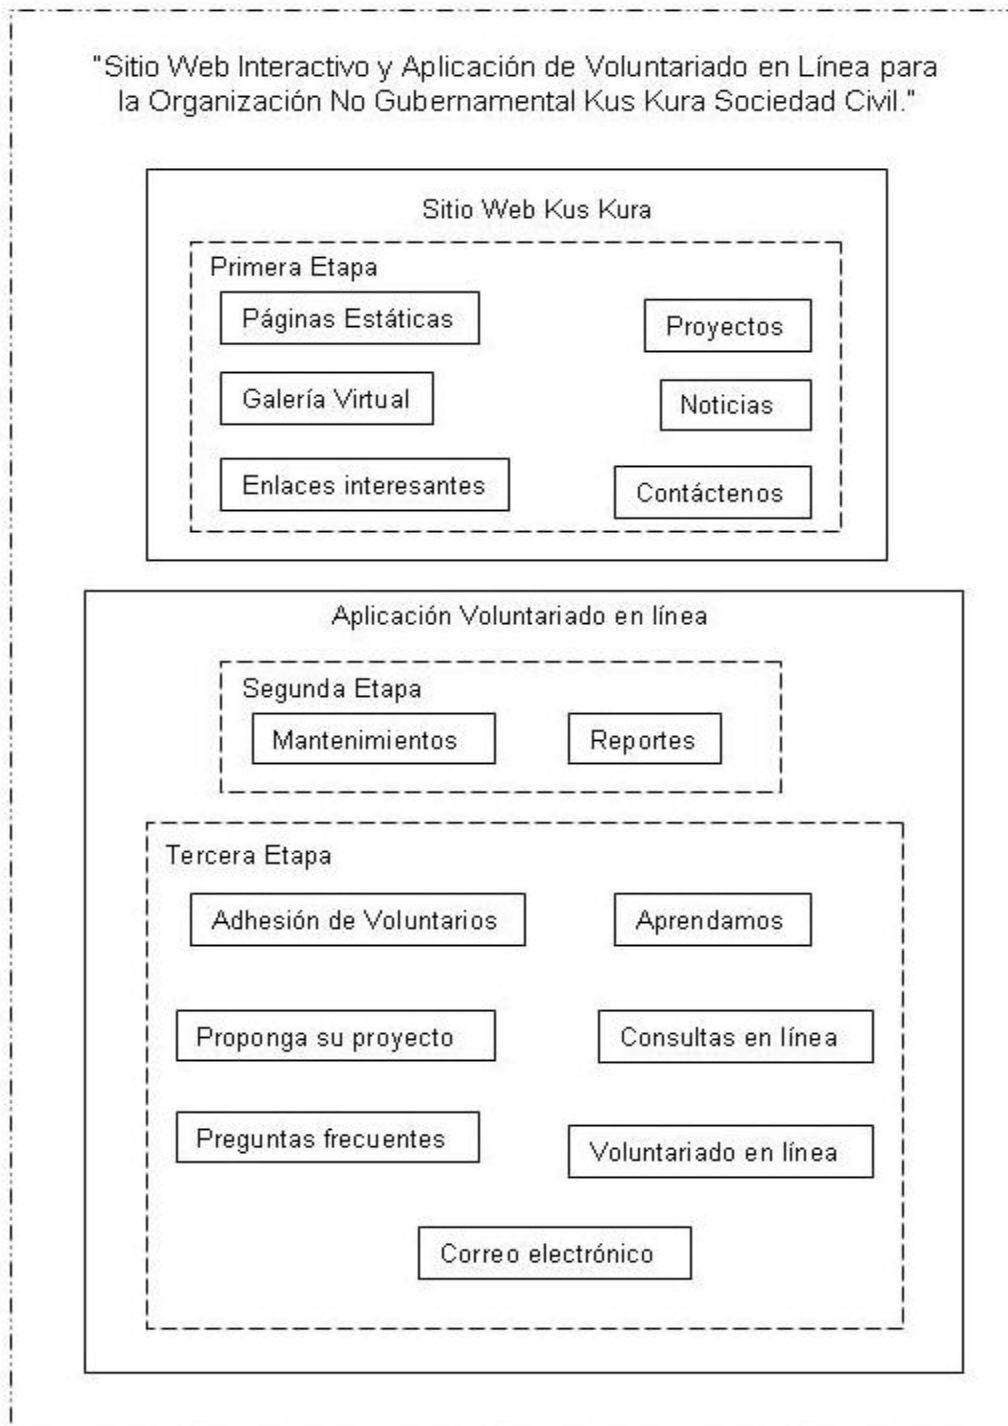 "Sitio Web Interactivo y Aplicación de Voluntariado en Línea para
la Organización No Gubernamental Kus Kura Sociedad Civil."
Sitio Web Kus Kura
Primera Etapa
Páginas Estáticas
Proyectos
Galería Virtual
Noticias
Enlaces interesantes
Contáctenos
Aplicación Voluntariado en línea
Segunda Etapa
Mantenimientos
Reportes
Tercera Etapa
Adhesión de Voluntarios
Aprendamos
Proponga su proyecto
Consultas en línea
Preguntas frecuentes
Voluntariado en línea
Correo electrónico